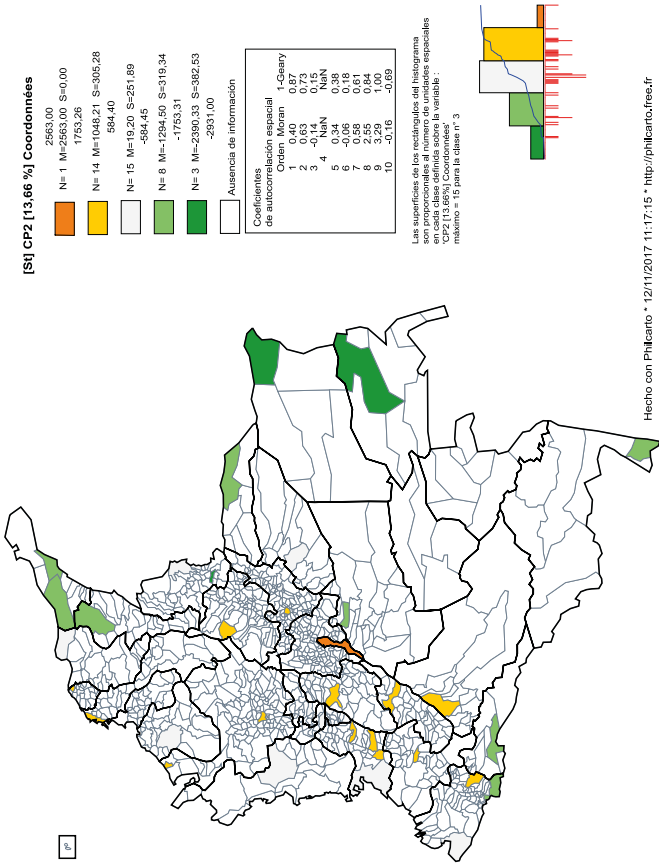 [St] CP2 [13,66 %] Coordonnées
2563,00
N= 1 M=2563,00 S=0,00
1753,26
N= 14 M=1048,21 S=305,28
584,40
N= 15 M=19,20 S=251,89
-584,45
N= 8 M=-1294,50 S=319,34
-1753,31
N= 3 M=-2390,33 S=382,53
-2931,00
Ausencia de información
Coeficientes
de autocorrelación espacial
Orden Moran 1-Geary
1 0,40 0,87
2 0,63 0,73
3 -0,14 0,15
4 NaN NaN
5 0,34 0,38
6 -0,06 0,18
7 0,58 0,61
8 2,55 0,84
9 3,29 1,00
10 -0,16 -0,69
Las superficies de los rectángulos del histograma
son proporcionales al número de unidades espaciales
en cada clase definida sobre la variable :
'CP2 [13.66%] Coordonnées'
máximo = 15 para la clase n° 3
Hecho con Philcarto * 12/11/2017 11:17:15 * http://philcarto.free.fr